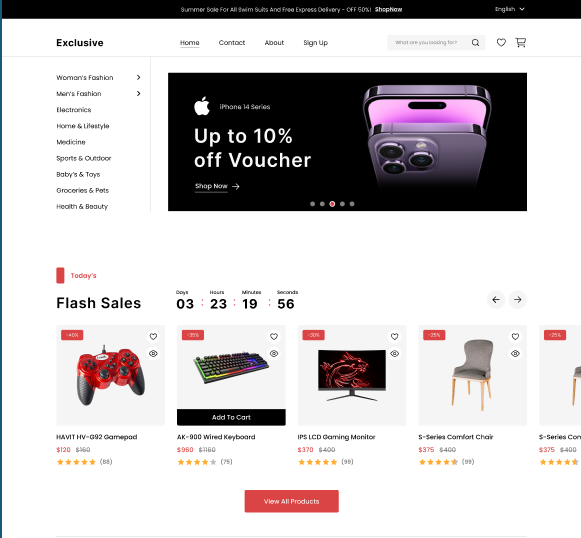 Summer Sale For All Swim Suits And Free Express Delivery - OFF 50%! ShopNow
English
Exclusive
Home Contact About Sign Up
What are you looking for?
Woman's Fashion
Men's Fashion
Electronics
Home & Lifestyle
Medicine
Sports & Outdoor
Baby's & Toys
Groceries & Pets
Health & Beauty
iPhone 14 Series
Up to 10%
off Voucher
Shop Now
Today's
Flash Sales
Days Hours Minutes Seconds
03 : 23 : 19 : 56
-40% -35% -30% -25% -25%
Add To Cart
HAVIT HV-G92 Gamepad
$120 $160
(88)
AK-900 Wired Keyboard
$960 $1160
(75)
IPS LCD Gaming Monitor
$370 $400
(99)
S-Series Comfort Chair
$375 $400
(99)
S-Series Com
$375 $400
View All Products